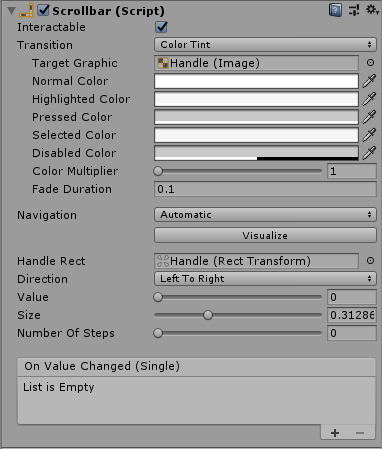 Scrollbar (Script)
Interactable
Transition Color Tint
Target Graphic Handle (Image)
Normal Color
Highlighted Color
Pressed Color
Selected Color
Disabled Color
Color Multiplier 1
Fade Duration 0.1
Navigation Automatic
Visualize
Handle Rect Handle (Rect Transform)
Direction Left To Right
Value 0
Size 0.31286
Number Of Steps 0
On Value Changed (Single)
List is Empty